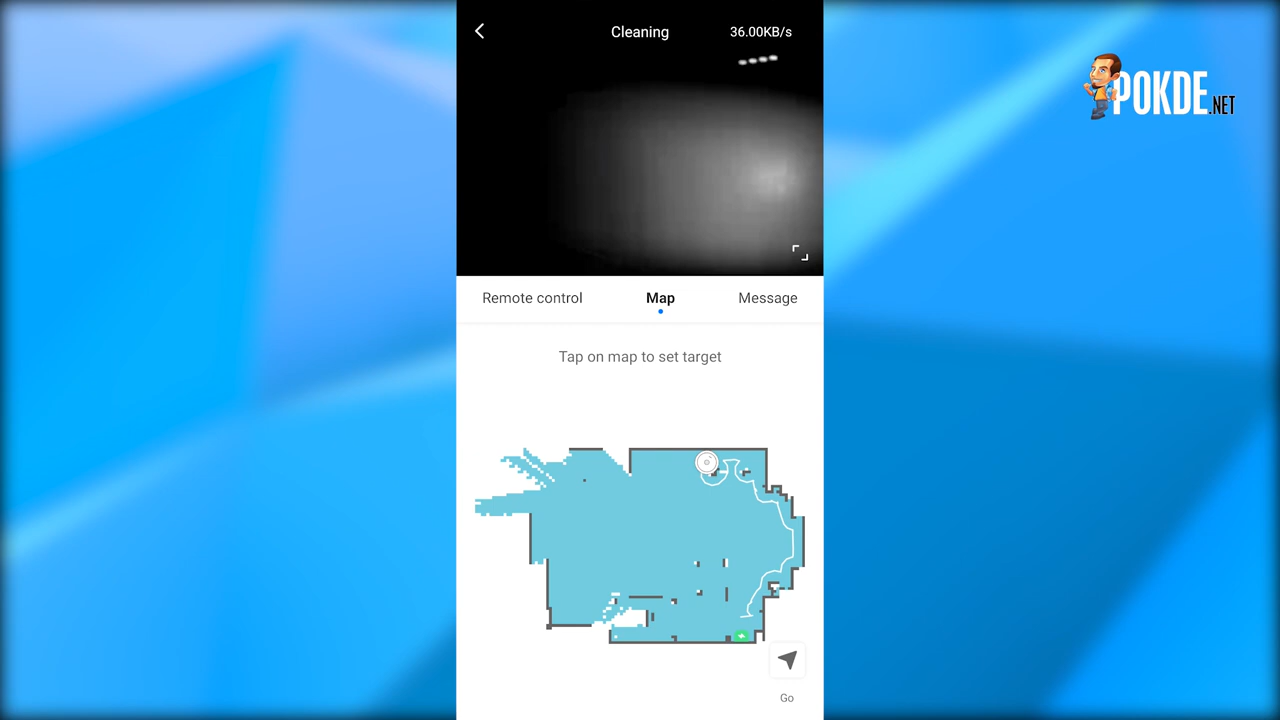 Cleaning
36.00KB/s
POKDE.NET
Remote control
Map
Message
Tap on map to set target
Go